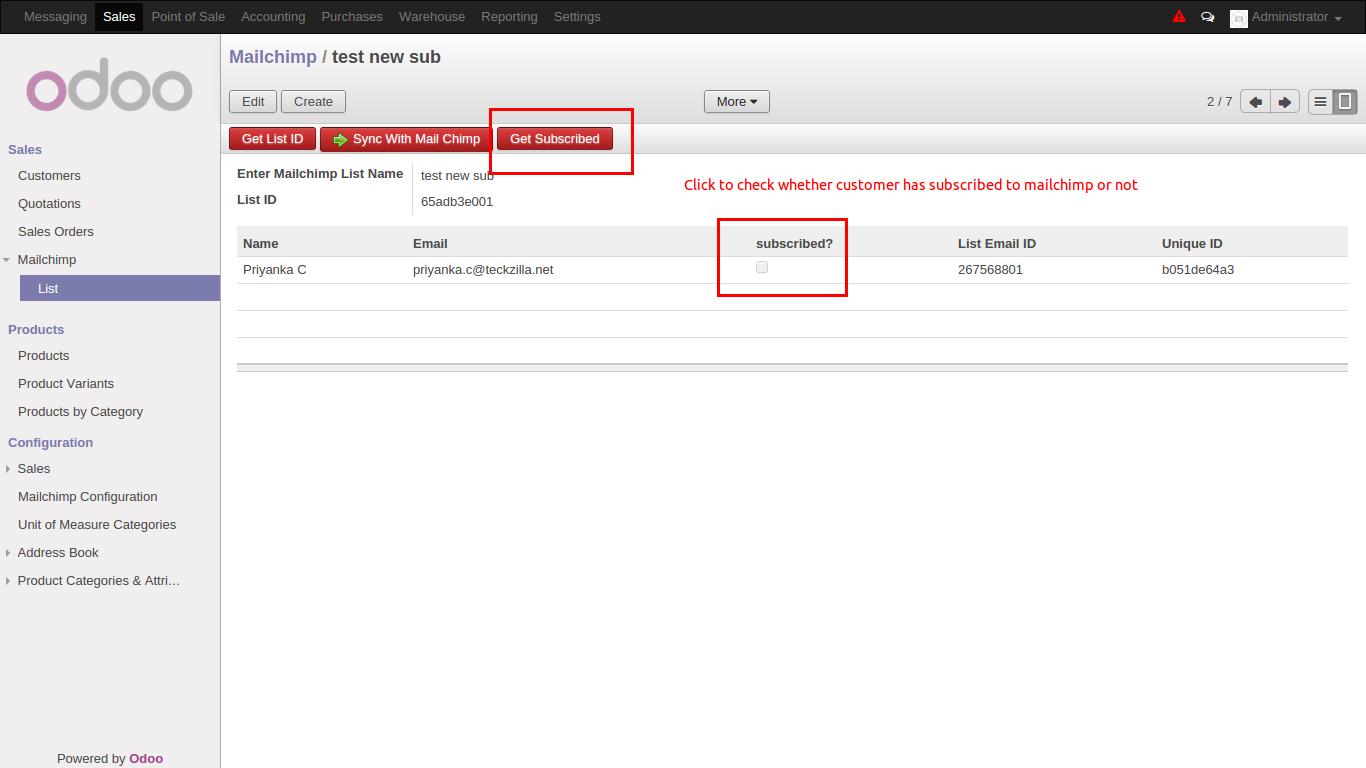 Messaging Sales Point of Sale Accounting Purchases Warehouse Reporting Settings Administrator
odoo
Mailchimp / test new sub
Edit Create More 2 / 7
Get List ID Sync With Mail Chimp Get Subscribed
Enter Mailchimp List Name test new sub
List ID 65adb3e001
Click to check whether customer has subscribed to mailchimp or not
Name Email subscribed? List Email ID Unique ID
Priyanka C priyanka.c@teckzilla.net 267568801 b051de64a3
Sales
Customers
Quotations
Sales Orders
Mailchimp
List
Products
Products
Product Variants
Products by Category
Configuration
Sales
Mailchimp Configuration
Unit of Measure Categories
Address Book
Product Categories & Attri…
Powered by Odoo